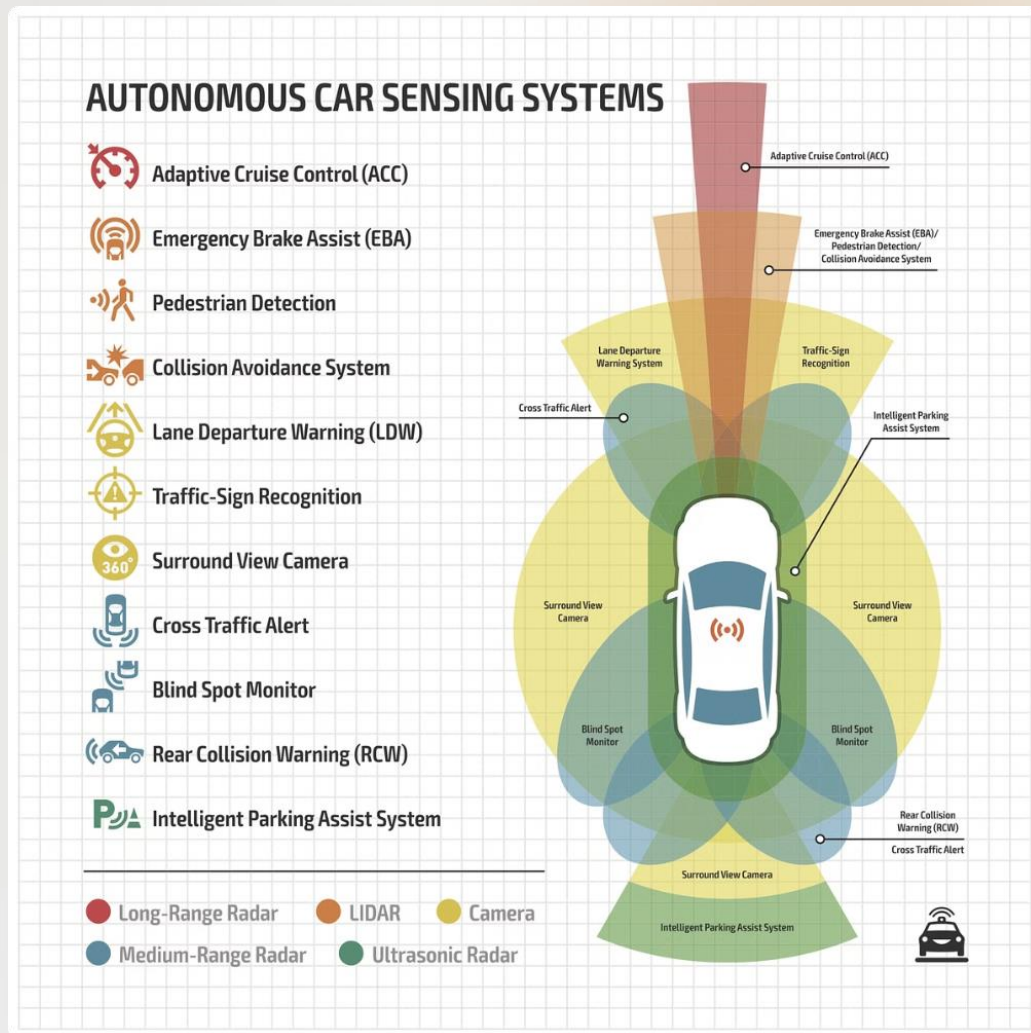 AUTONOMOUS CAR SENSING SYSTEMS
Adaptive Cruise Control (ACC)
Emergency Brake Assist (EBA)
Pedestrian Detection
Collision Avoidance System
Lane Departure Warning (LDW)
Traffic-Sign Recognition
360°
Surround View Camera
Cross Traffic Alert
Blind Spot Monitor
Rear Collision Warning (RCW)
P
Intelligent Parking Assist System
Long-Range Radar
LIDAR
Camera
Medium-Range Radar
Ultrasonic Radar
Adaptive Cruise Control (ACC)
Emergency Brake Assist (EBA)/
Pedestrian Detection/
Collision Avoidance System
Lane Departure
Warning System
Traffic-Sign
Recognition
Cross Traffic Alert
Intelligent Parking
Assist System
Surround View
Camera
Surround View
Camera
Blind Spot
Monitor
Blind Spot
Monitor
Rear Collision
Warning (RCW)
Cross Traffic Alert
Surround View Camera
Intelligent Parking Assist System